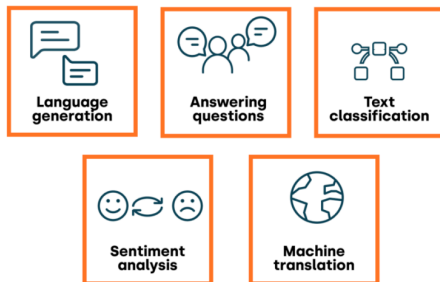 Language
generation
Answering
questions
Text
classification
Sentiment
analysis
Machine
translation